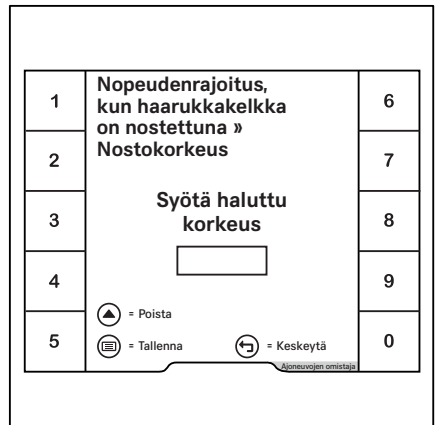 1
2
3
4
5
Nopeudenrajoitus,
kun haarukkakelkka
on nostettuna »
Nostokorkeus
Syötä haluttu
korkeus
= Poista
= Tallenna
= Keskeytä
Ajoneuvojen omistaja
6
7
8
9
0